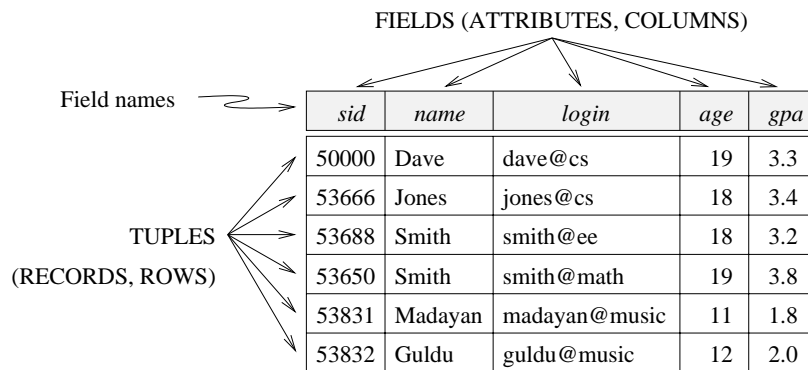 FIELDS (ATTRIBUTES, COLUMNS)
Field names
sid name login age gpa
50000 Dave dave@cs 19 3.3
53666 Jones jones@cs 18 3.4
TUPLES
53688 Smith smith@ee 18 3.2
(RECORDS, ROWS)
53650 Smith smith@math 19 3.8
53831 Madayan madayan@music 11 1.8
53832 Guldu guldu@music 12 2.0